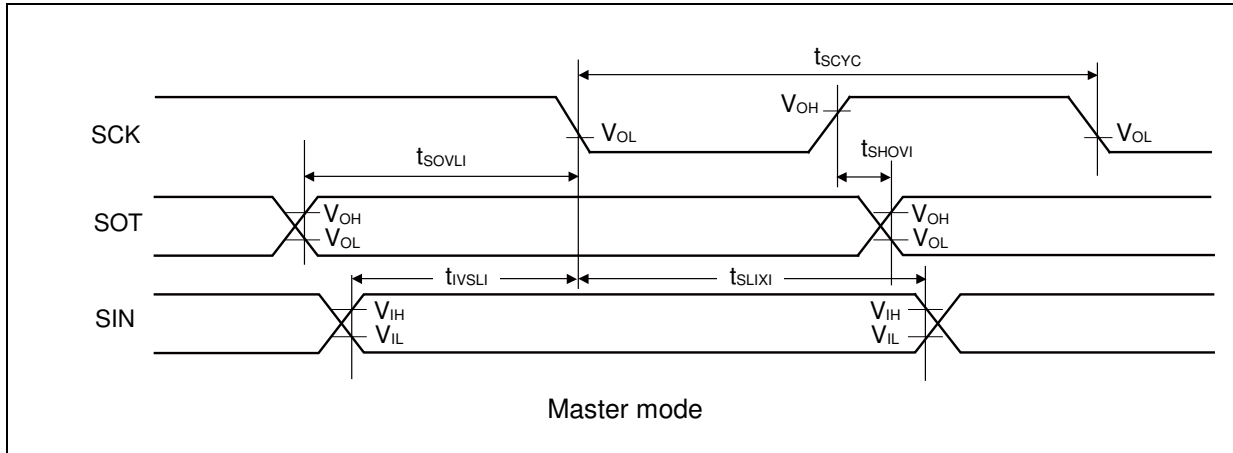 tSCYC
SCK
VOH
VOL
VOL
tSOVLI
tSHOVI
SOT
VOH
VOL
VOH
VOL
tIVSLI
tSLIXI
SIN
VIH
VIL
VIH
VIL
Master mode